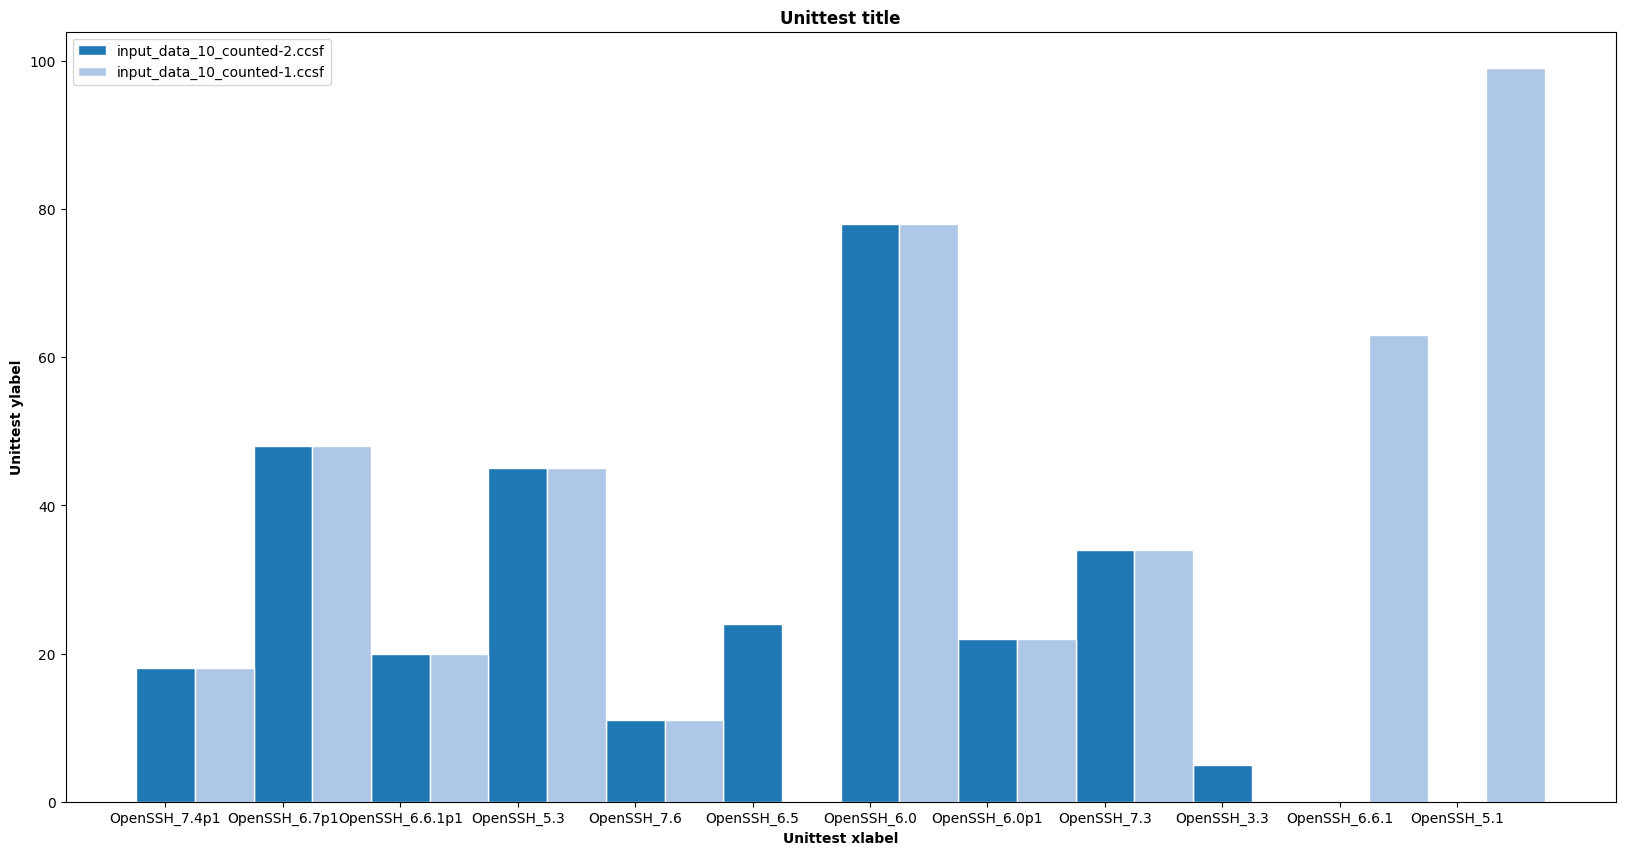 Unittest title
input_data_10_counted-2.ccsf
input_data_10_counted-1.ccsf
100
80
60
40
20
0
Unittest ylabel
OpenSSH_7.4p1 OpenSSH_6.7p1 OpenSSH_6.6.1p1 OpenSSH_5.3 OpenSSH_7.6 OpenSSH_6.5 OpenSSH_6.0 OpenSSH_6.0p1 OpenSSH_7.3 OpenSSH_3.3 OpenSSH_6.6.1 OpenSSH_5.1
Unittest xlabel